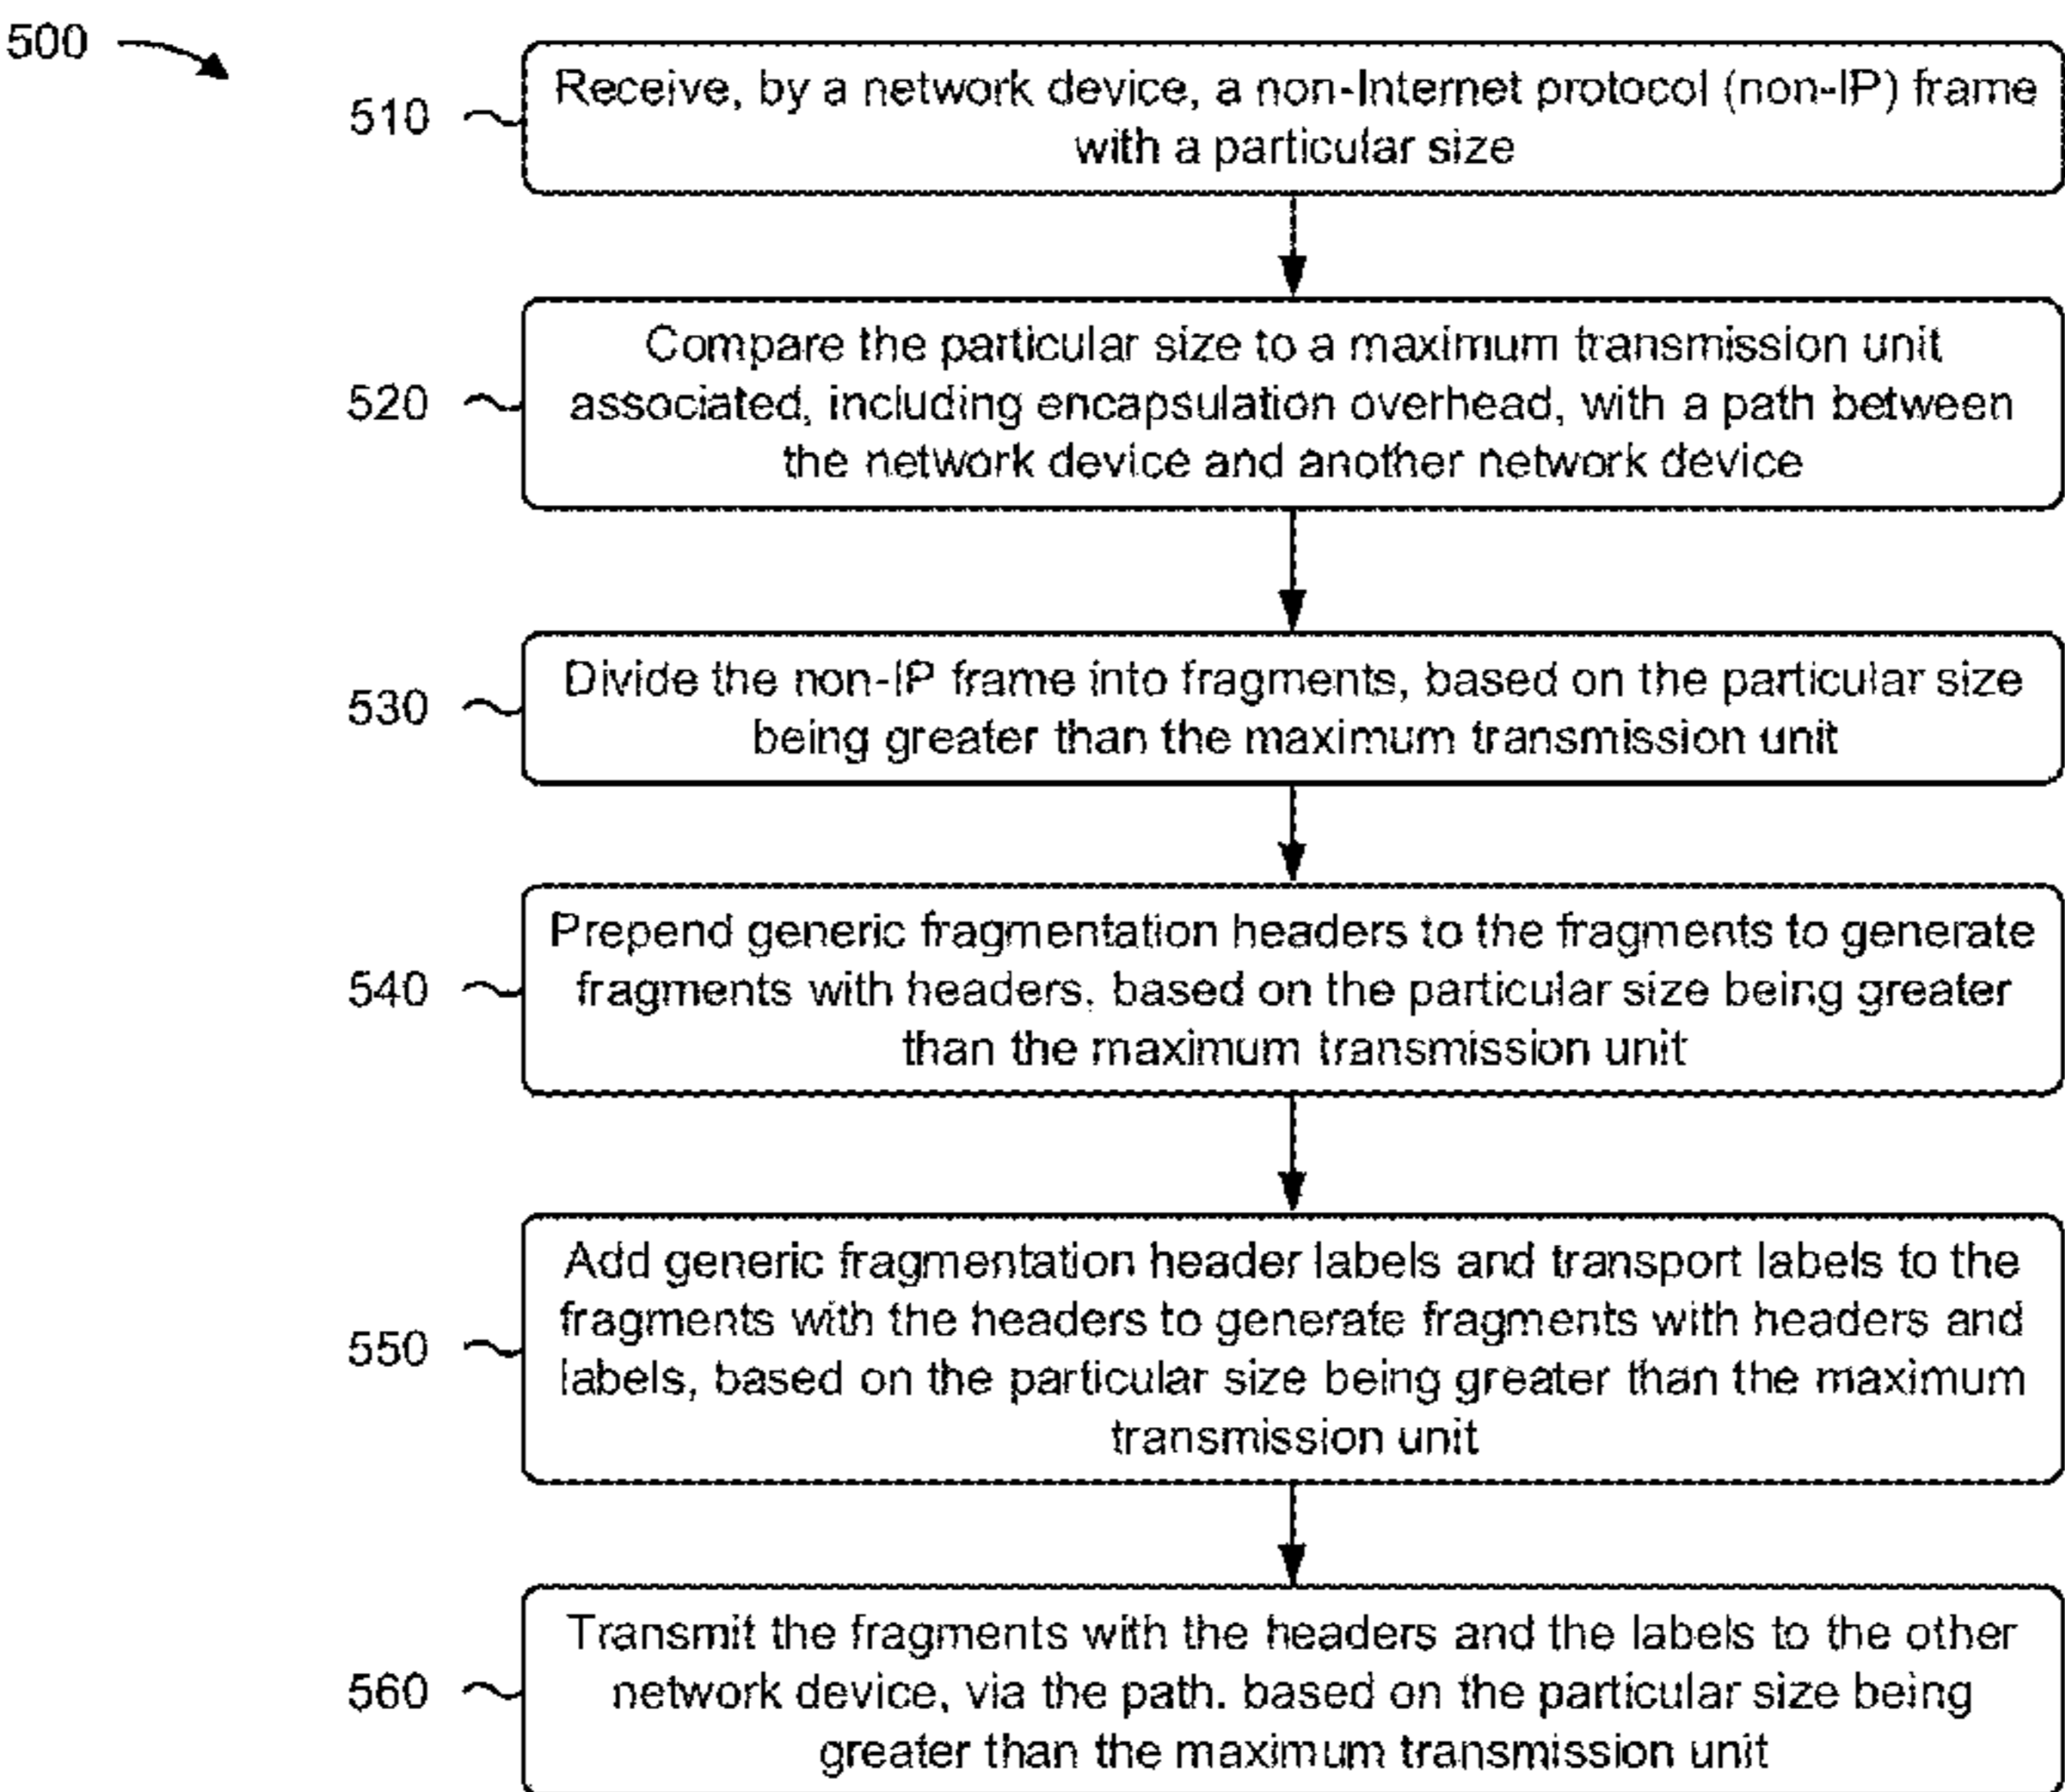 500
510
Receive, by a network device, a non-Internet protocol (non-IP) frame
with a particular size
520
Compare the particular size to a maximum transmission unit
associated, including encapsulation overhead, with a path between
the network device and another network device
530
Divide the non-IP frame into fragments, based on the particular size
being greater than the maximum transmission unit
540
Prepend generic fragmentation headers to the fragments to generate
fragments with headers, based on the particular size being greater
than the maximum transmission unit
550
Add generic fragmentation header labels and transport labels to the
fragments with the headers to generate fragments with headers and
labels, based on the particular size being greater than the maximum
transmission unit
560
Transmit the fragments with the headers and the labels to the other
network device, via the path. based on the particular size being
greater than the maximum transmission unit